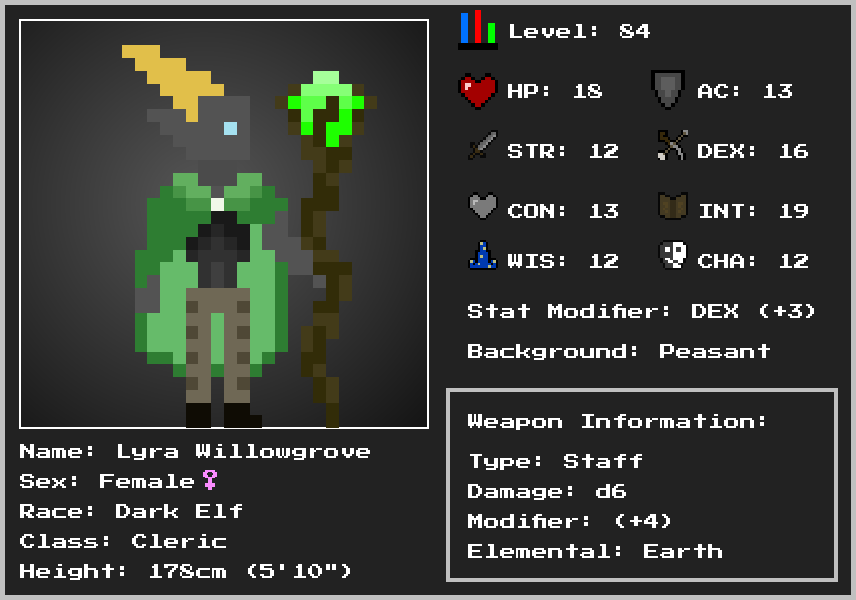 Level: 84
HP: 18
AC: 13
STR: 12
DEX: 16
CON: 13
INT: 19
WIS: 12
CHA: 12
Stat Modifier: DEX (+3)
Background: Peasant
Weapon Information:
Type: Staff
Damage: d6
Modifier: (+4)
Elemental: Earth
Name: Lyra Willowgrove
Sex: Female♀
Race: Dark Elf
Class: Cleric
Height: 178cm (5'10")